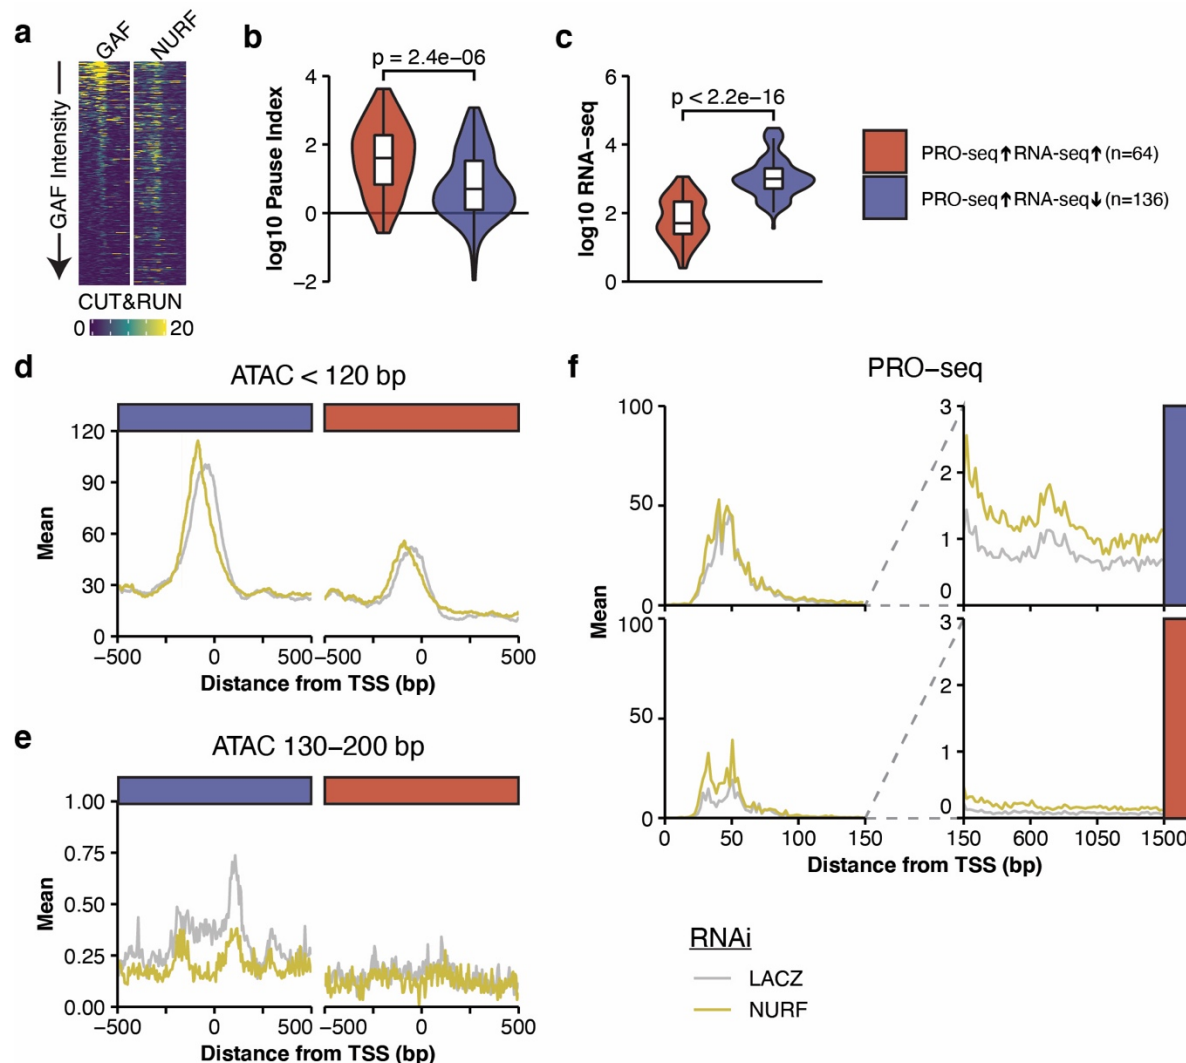 a
GAF
NURF
GAF Intensity
CUT&RUN
0
20
b
p = 2.4e−06
log10 Pause Index
4
2
0
−2
c
p < 2.2e−16
log10 RNA−seq
6
4
2
0
PRO-seq↑RNA-seq↑(n=64)
PRO-seq↑RNA-seq↓(n=136)
d
ATAC < 120 bp
Mean
120
90
60
30
0
−500 0 500 −500 0 500
Distance from TSS (bp)
e
ATAC 130−200 bp
Mean
1.00
0.75
0.50
0.25
0.00
−500 0 500 −500 0 500
Distance from TSS (bp)
f
PRO−seq
Mean
100
50
0
3
2
1
0
100
50
0
3
2
1
0
0 50 100 150
150 600 1050 1500
Distance from TSS (bp)
RNAi
LACZ
NURF